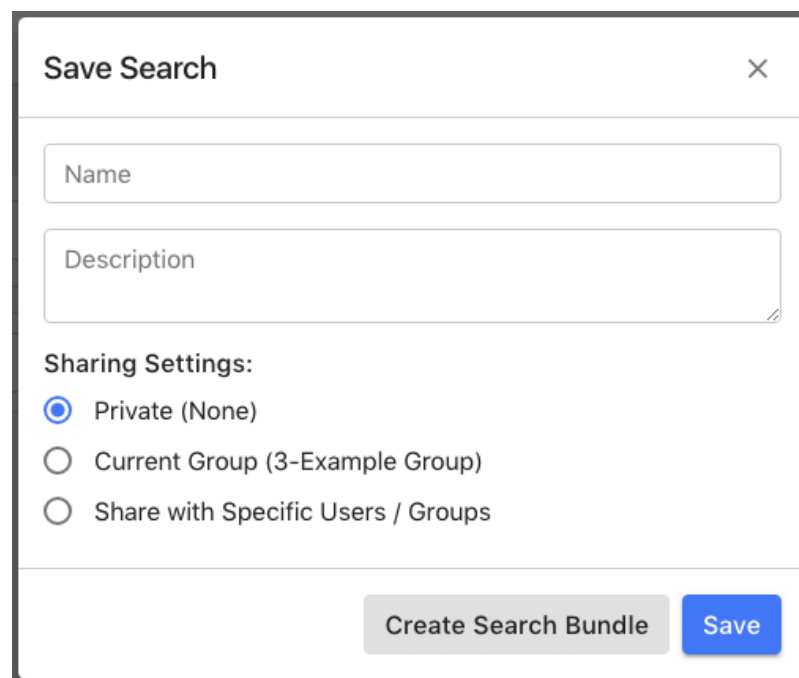 Save Search
Name
Description
Sharing Settings:
Private (None)
Current Group (3-Example Group)
Share with Specific Users / Groups
Create Search Bundle
Save